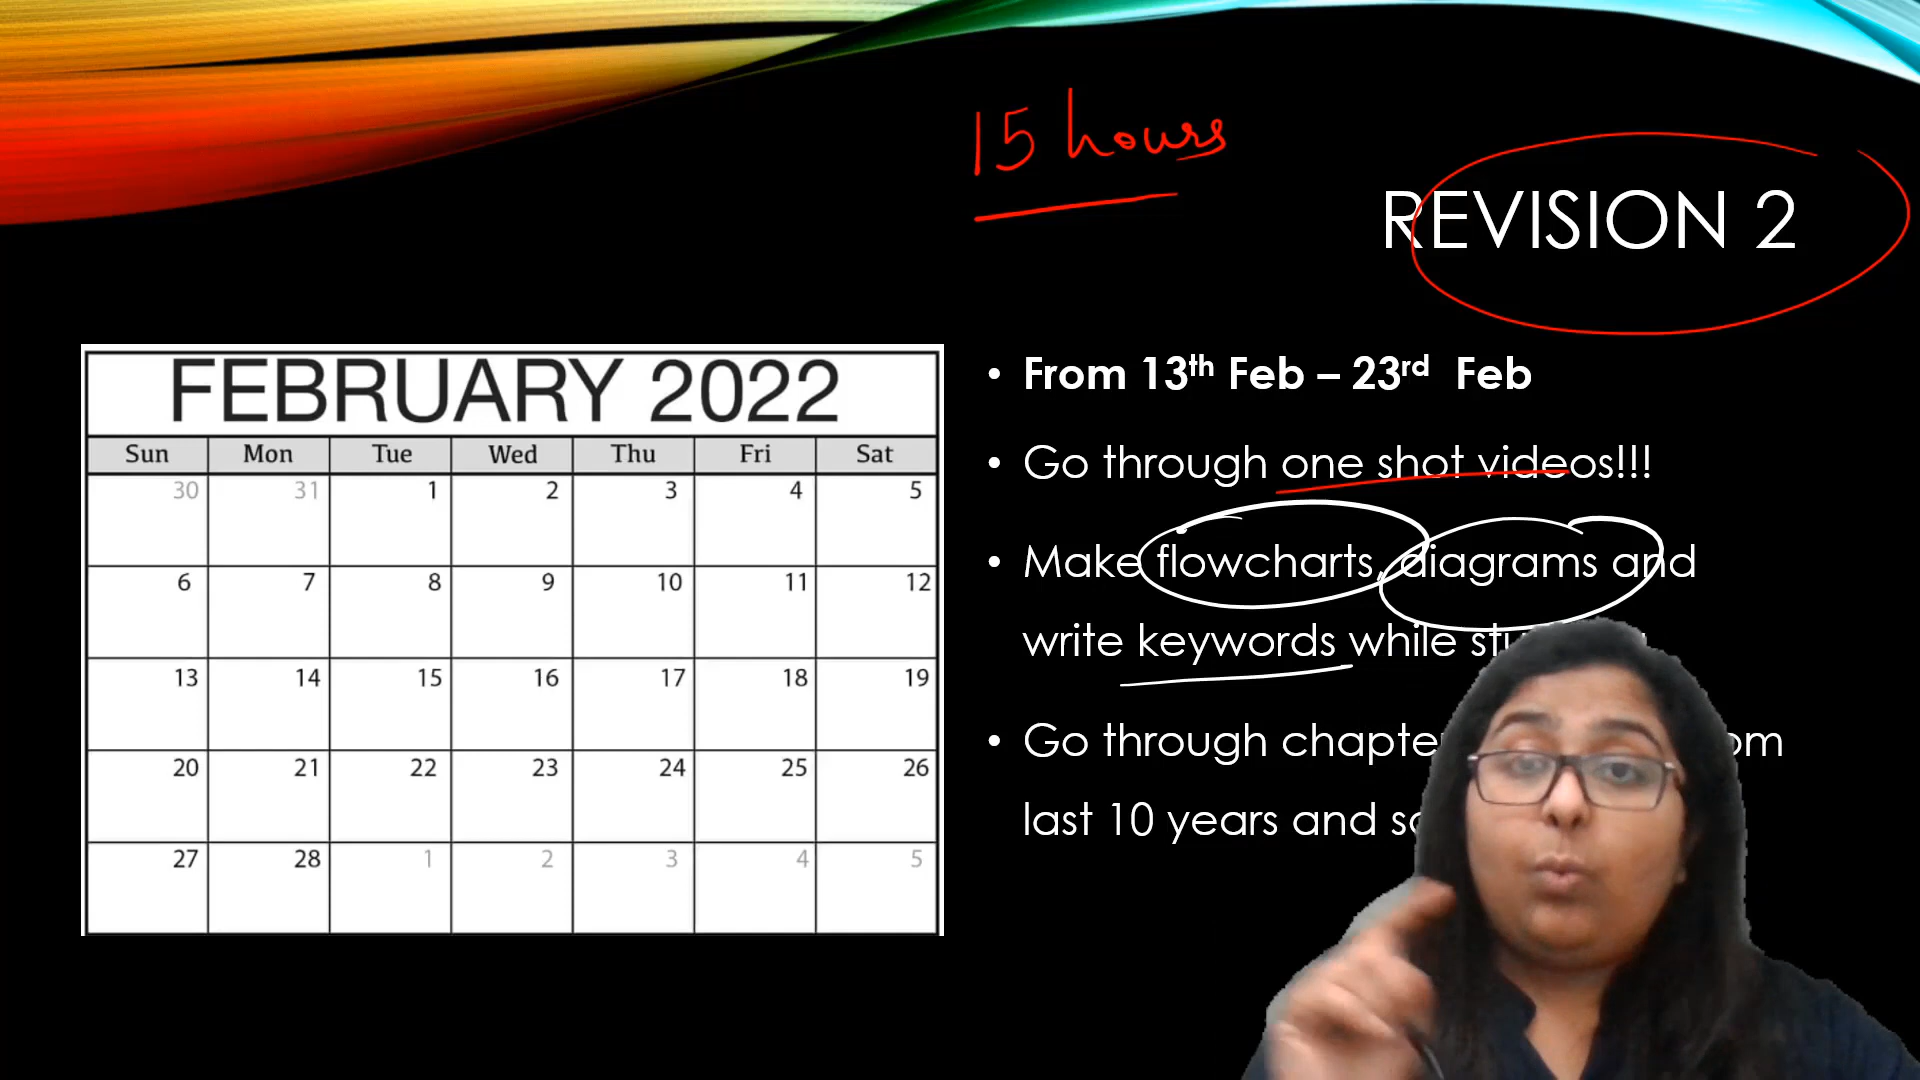 15 hours
REVISION 2
FEBRUARY 2022
Sun Mon Tue Wed Thu Fri Sat
30 31 1 2 3 4 5
6 7 8 9 10 11 12
13 14 15 16 17 18 19
20 21 22 23 24 25 26
27 28 1 2 3 4 5
• From 13th Feb – 23rd Feb
• Go through one shot videos!!!
• Make flowcharts, diagrams and
write keywords while
• Go through
last 10 years and